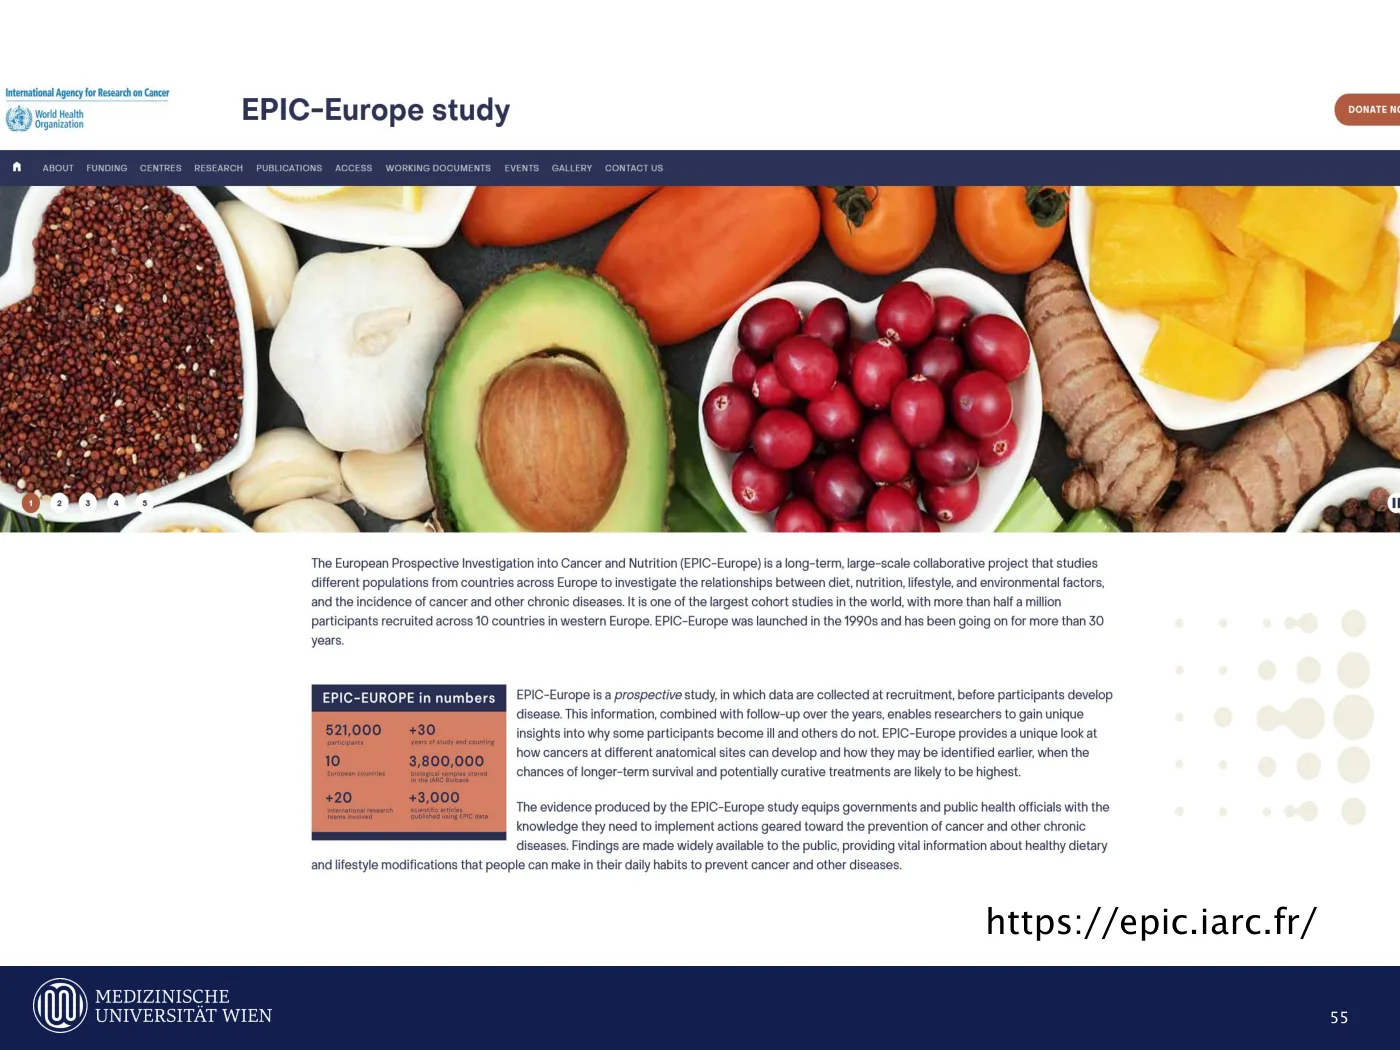 International Agency for Research on Cancer
World Health
Organization
EPIC-Europe study
DONATE NO
ABOUT FUNDING CENTRES RESEARCH PUBLICATIONS ACCESS WORKING DOCUMENTS EVENTS GALLERY CONTACT US
1 2 3 4 5
The European Prospective Investigation into Cancer and Nutrition (EPIC-Europe) is a long-term, large-scale collaborative project that studies
different populations from countries across Europe to investigate the relationships between diet, nutrition, lifestyle, and environmental factors,
and the incidence of cancer and other chronic diseases. It is one of the largest cohort studies in the world, with more than half a million
participants recruited across 10 countries in western Europe. EPIC-Europe was launched in the 1990s and has been going on for more than 30
years.
EPIC-EUROPE in numbers
521,000
participants
+30
years of study and counting
10
European countries
3,800,000
biological samples stored
in the IARC Biobank
+20
international research
teams involved
+3,000
scientific articles
published using EPIC data
EPIC-Europe is a prospective study, in which data are collected at recruitment, before participants develop
disease. This information, combined with follow-up over the years, enables researchers to gain unique
insights into why some participants become ill and others do not. EPIC-Europe provides a unique look at
how cancers at different anatomical sites can develop and how they may be identified earlier, when the
chances of longer-term survival and potentially curative treatments are likely to be highest.
The evidence produced by the EPIC-Europe study equips governments and public health officials with the
knowledge they need to implement actions geared toward the prevention of cancer and other chronic
diseases. Findings are made widely available to the public, providing vital information about healthy dietary
and lifestyle modifications that people can make in their daily habits to prevent cancer and other diseases.
https://epic.iarc.fr/
MEDIZINISCHE
UNIVERSITÄT WIEN
55